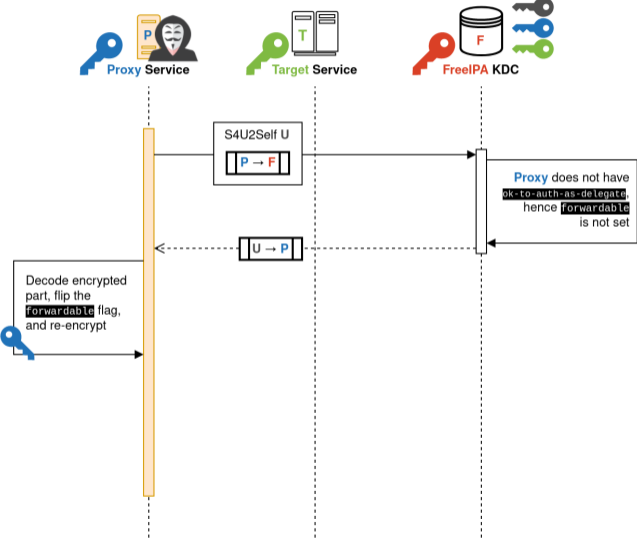 P
T
F
Proxy Service
Target Service
FreeIPA KDC
S4U2Self U
P → F
Proxy does not have
ok-to-auth-as-delegate,
hence forwardable
is not set
U → P
Decode encrypted
part, flip the
forwardable flag,
and re-encrypt